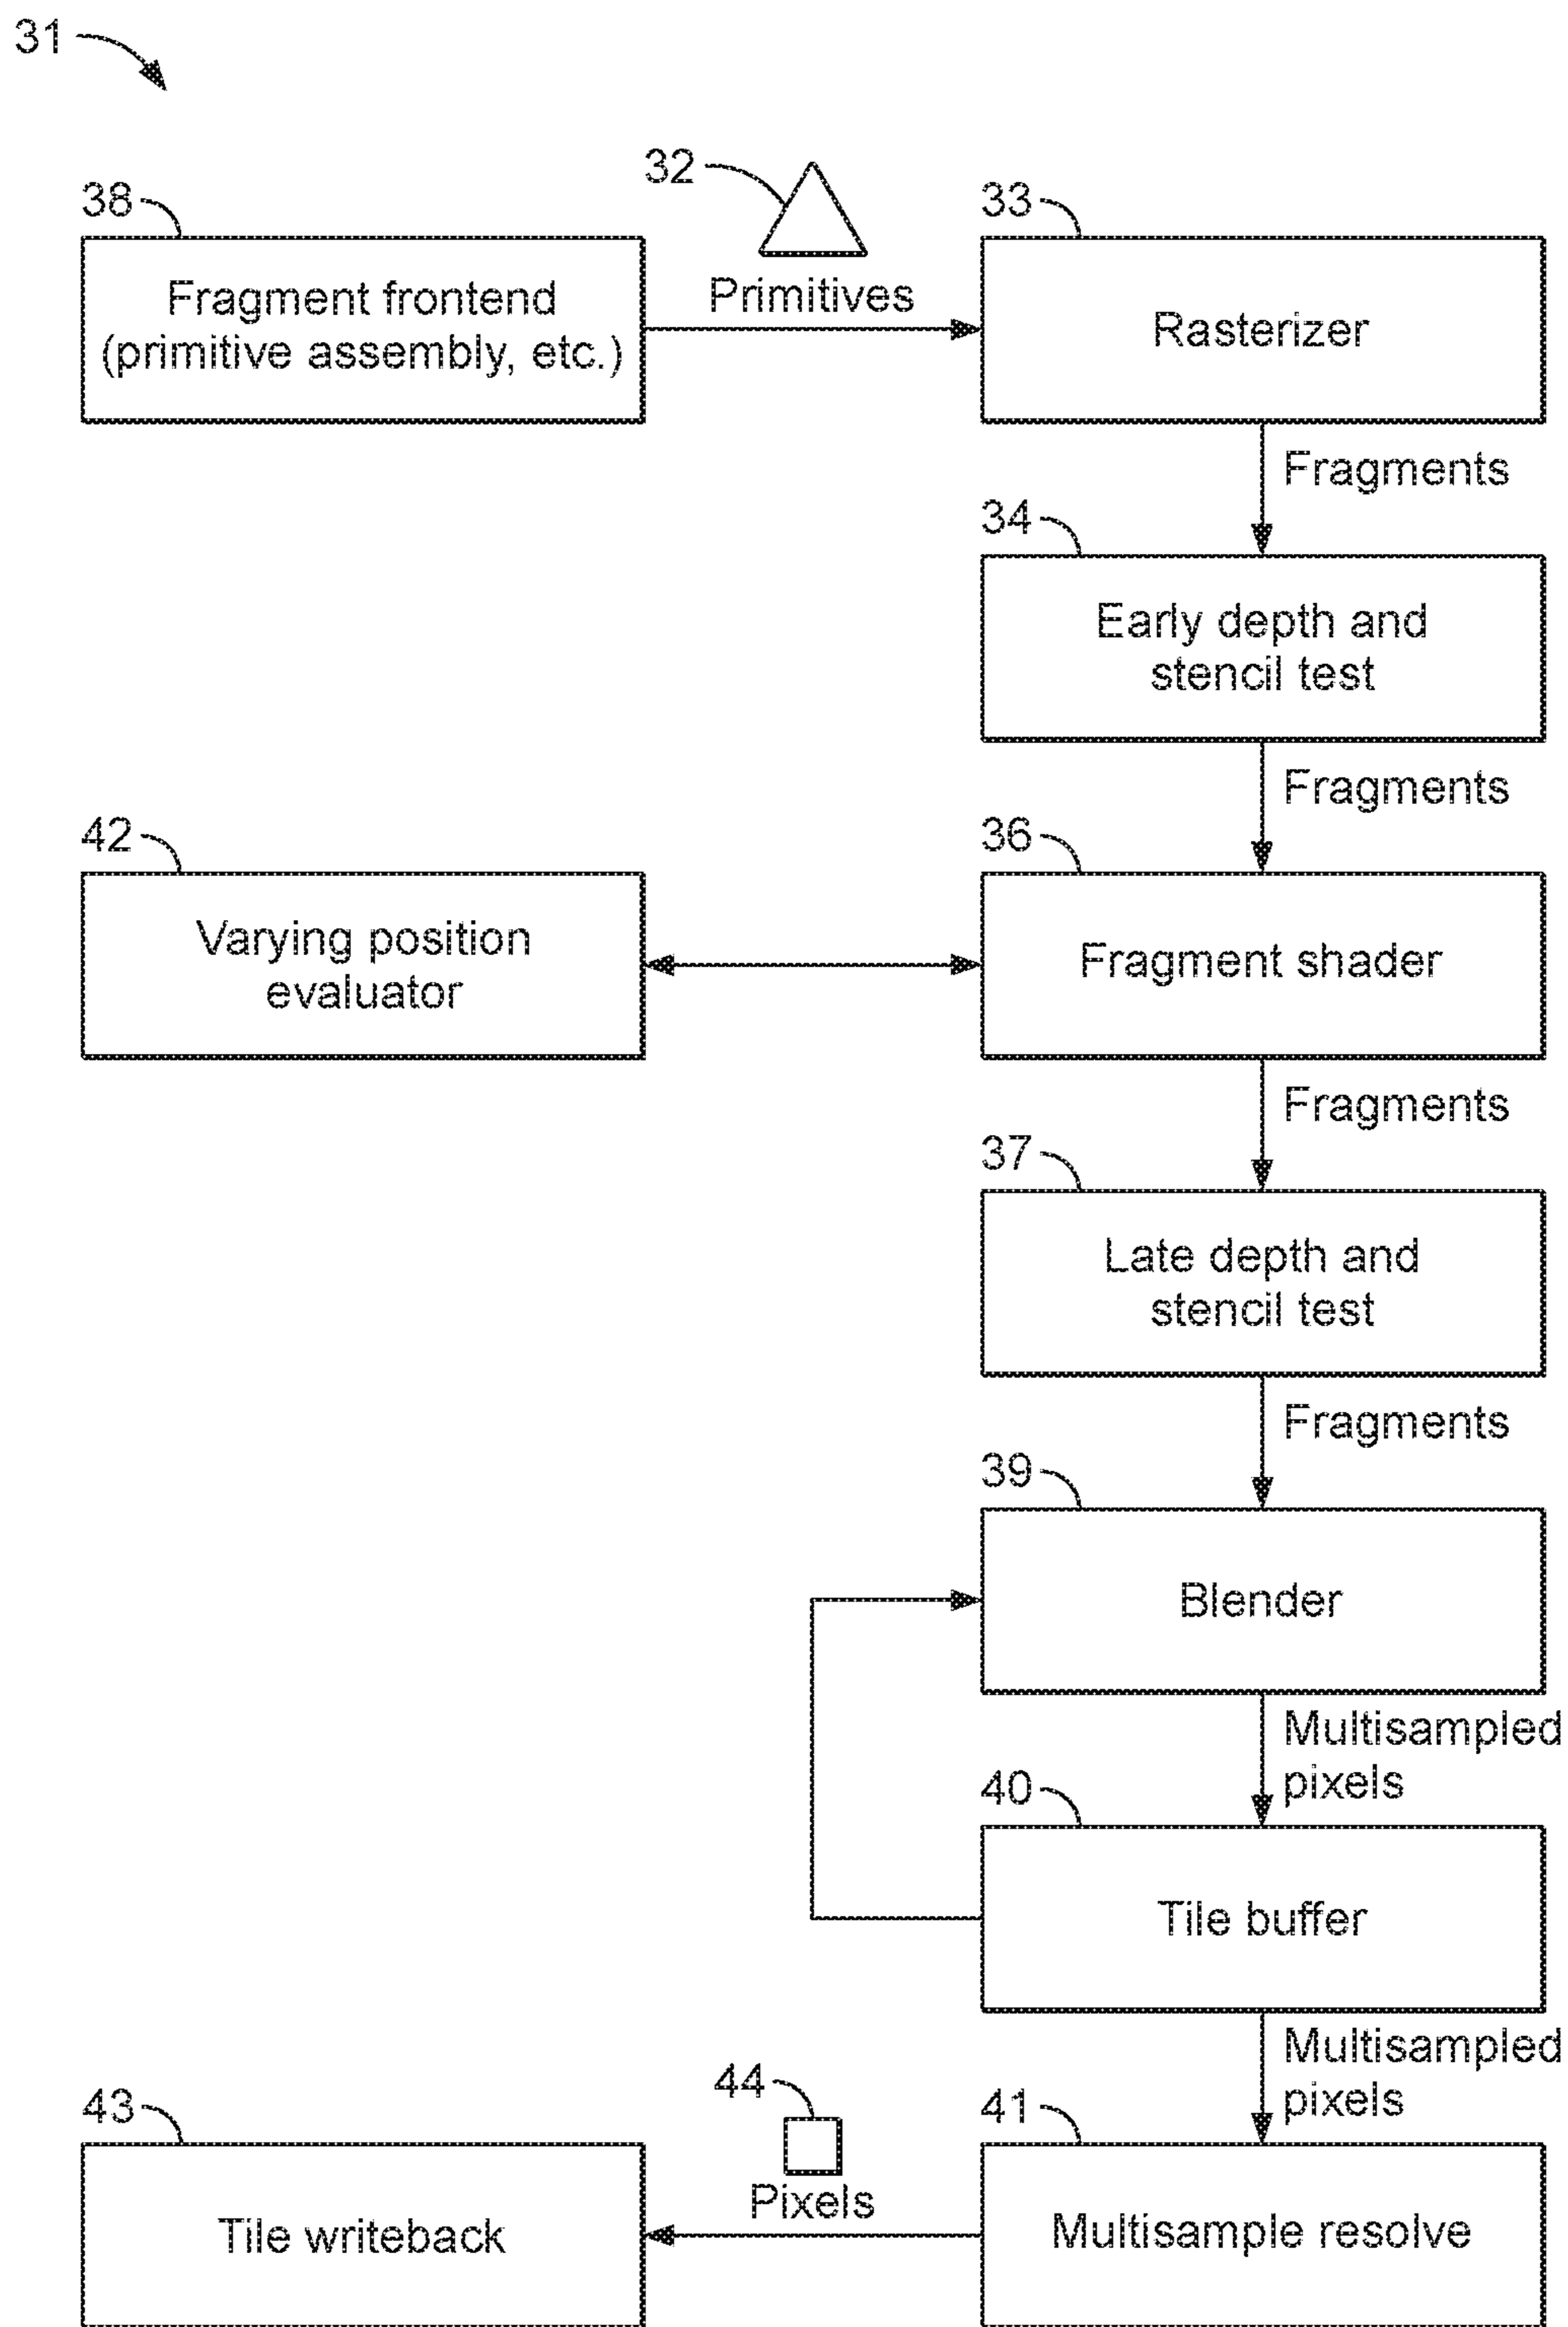 31
32
38
33
Fragment frontend
(primitive assembly, etc.)
Primitives
Rasterizer
Fragments
34
Early depth and
stencil test
Fragments
42
36
Varying position
evaluator
Fragment shader
Fragments
37
Late depth and
stencil test
Fragments
39
Blender
Multisampled
pixels
40
Tile buffer
Multisampled
pixels
44
43
41
Pixels
Tile writeback
Multisample resolve